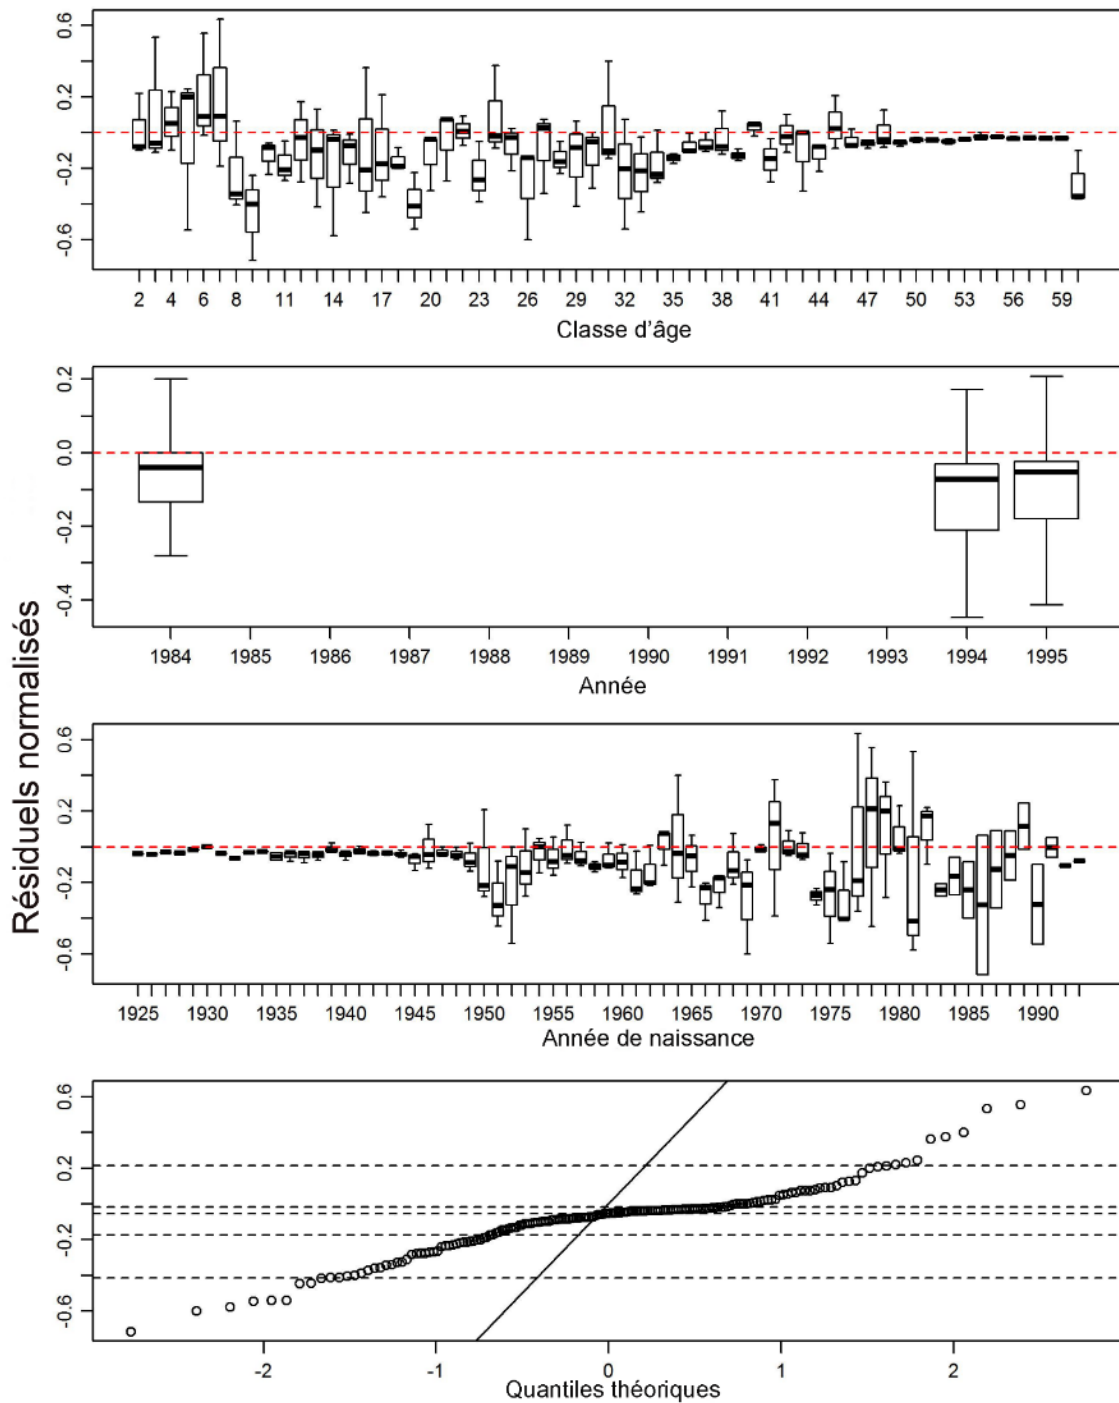 Résiduels normalisés
0.6
0.2
-0.2
-0.6
2 4 6 8 11 14 17 20 23 26 29 32 35 38 41 44 47 50 53 56 59
Classe d'âge
0.2
0.0
-0.2
-0.4
1984 1985 1986 1987 1988 1989 1990 1991 1992 1993 1994 1995
Année
0.6
0.2
-0.2
-0.6
1925 1930 1935 1940 1945 1950 1955 1960 1965 1970 1975 1980 1985 1990
Année de naissance
0.6
0.2
-0.2
-0.6
-2 -1 0 1 2
Quantiles théoriques